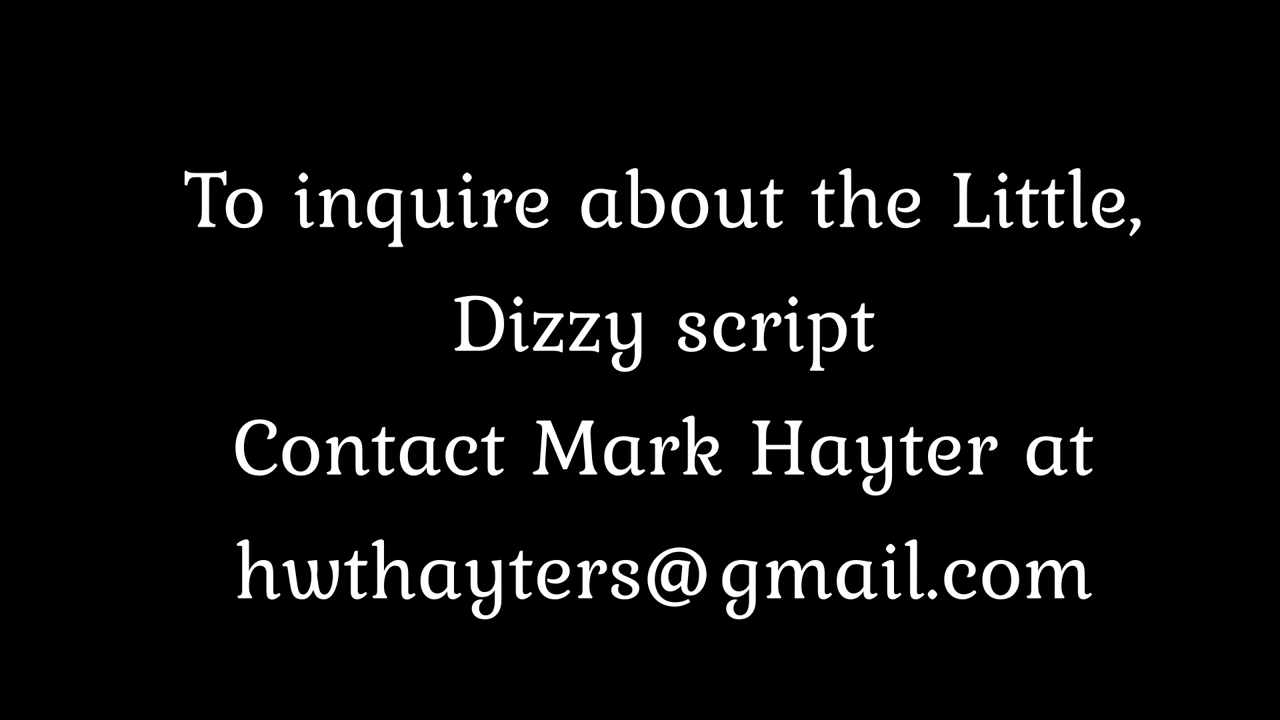 To inquire about the Little,
Dizzy script
Contact Mark Hayter at
hwthayters@gmail.com